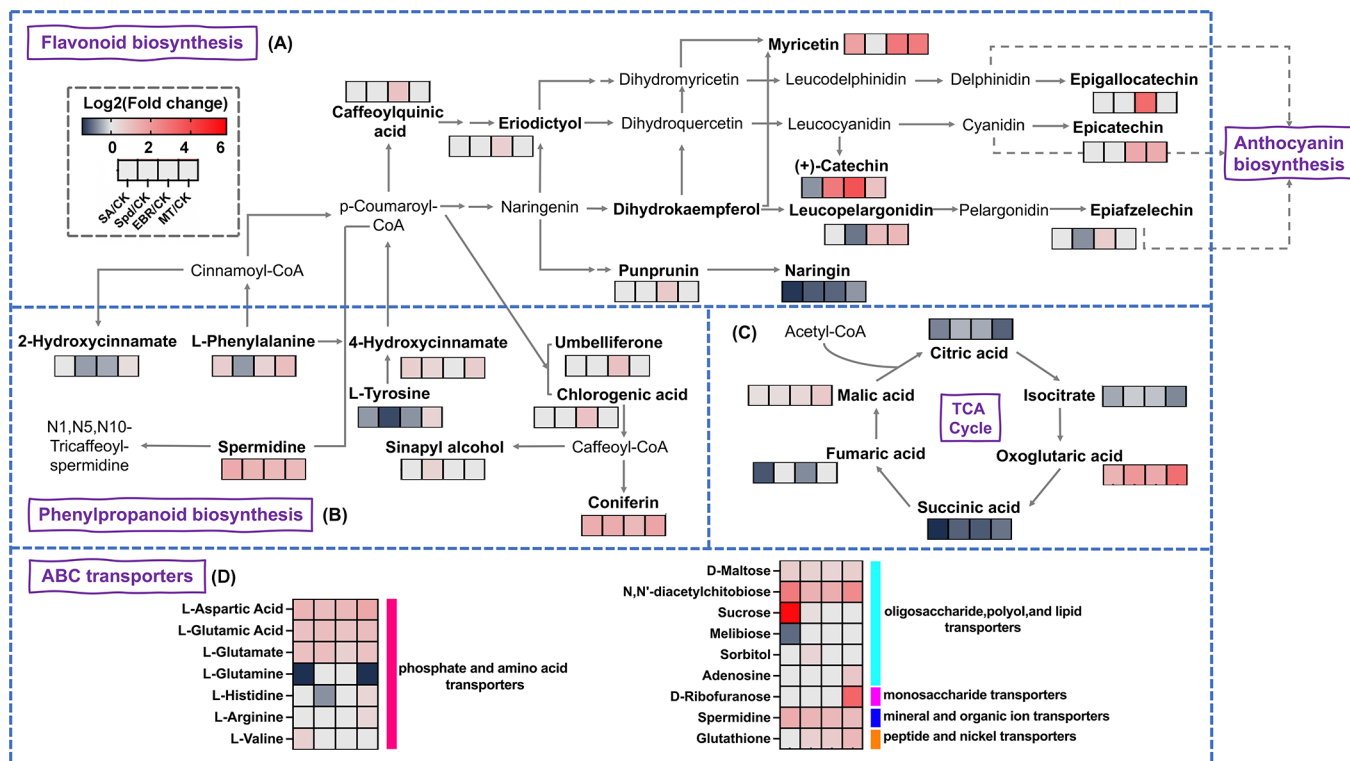 Flavonoid biosynthesis
(A)
Log2(Fold change)
0 2 4 6
SA/CK
Spd/CK
EBR/CK
MT/CK
Caffeoylquinic
acid
Eriodictyol
Dihydromyricetin
Dihydroquercetin
Myricetin
Leucodelphinidin
Delphinidin
Epigallocatechin
Leucocyanidin
Cyanidin
Epicatechin
Anthocyanin
biosynthesis
(+)-Catechin
p-Coumaroyl-
CoA
Naringenin
Dihydrokaempferol
Leucopelargonidin
Pelargonidin
Epiafzelechin
Cinnamoyl-CoA
Punprunin
Naringin
2-Hydroxycinnamate
L-Phenylalanine
4-Hydroxycinnamate
L-Tyrosine
Umbelliferone
Chlorogenic acid
N1,N5,N10-
Tricaffeoyl-
spermidine
Spermidine
Sinapyl alcohol
Caffeoyl-CoA
Coniferin
Phenylpropanoid biosynthesis
(B)
(C)
Acetyl-CoA
Citric acid
Malic acid
Isocitrate
TCA
Cycle
Fumaric acid
Oxoglutaric acid
Succinic acid
ABC transporters
(D)
L-Aspartic Acid
L-Glutamic Acid
L-Glutamate
L-Glutamine
L-Histidine
L-Arginine
L-Valine
phosphate and amino acid
transporters
D-Maltose
N,N'-diacetylchitobiose
Sucrose
Melibiose
Sorbitol
Adenosine
D-Ribofuranose
Spermidine
Glutathione
oligosaccharide,polyol,and lipid
transporters
monosaccharide transporters
mineral and organic ion transporters
peptide and nickel transporters